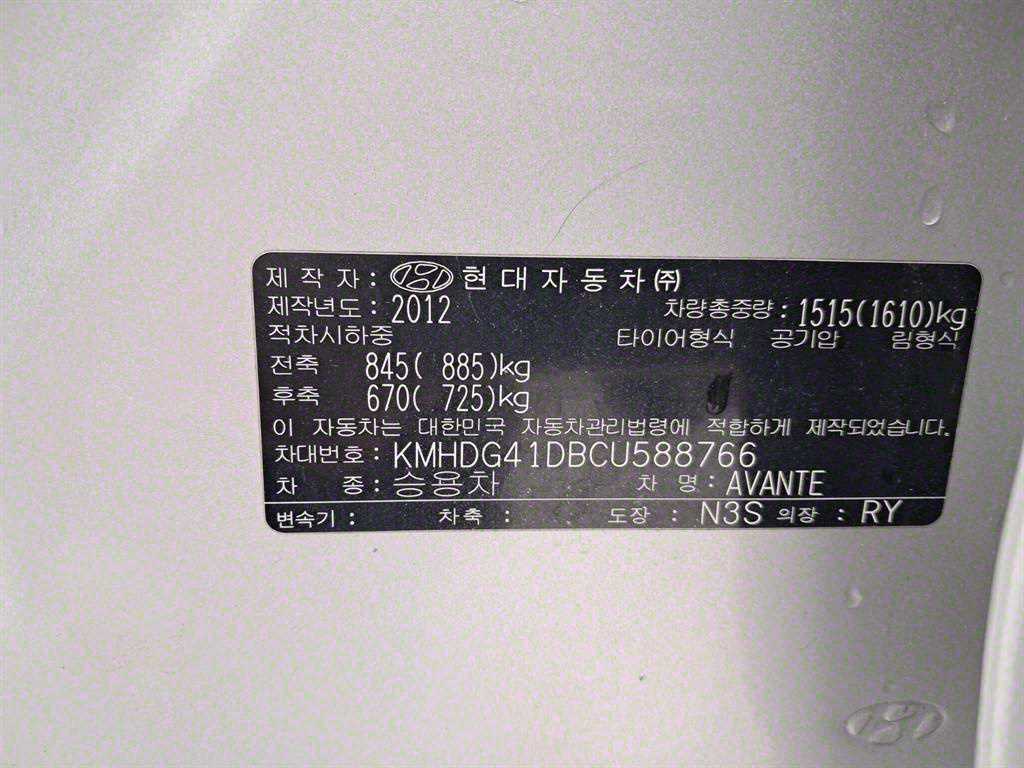 제 작 자 : 현 대 자 동 차 ㈜
제작년도 : 2012 차량총중량 : 1515(1610)kg
적차시하중 타이어형식 공기압 림형식
전축 845( 885)kg
후축 670( 725)kg
이 자동차는 대한민국 자동차관리법령에 적합하게 제작되었습니다.
차대번호 : KMHDG41DBCU588766
차 종 : 승용차 차 명 : AVANTE
변속기 : 차축 : 도장 : N3S 의장 : RY